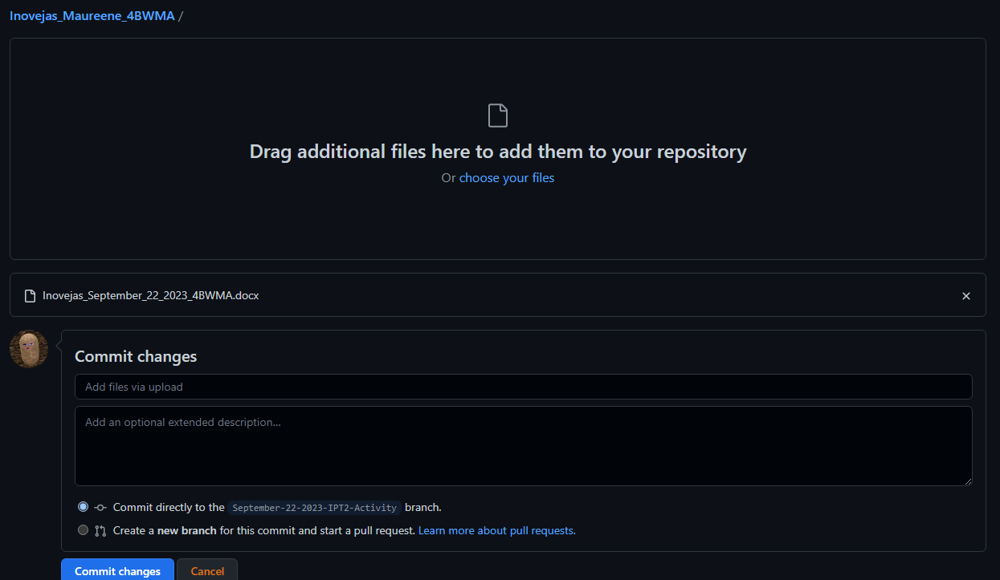 Inovejas_Maureene_4BWMA /
Drag additional files here to add them to your repository
Or choose your files
Inovejas_September_22_2023_4BWMA.docx
Commit changes
Add files via upload
Add an optional extended description...
Commit directly to the September-22-2023-IPT2-Activity branch.
Create a new branch for this commit and start a pull request. Learn more about pull requests.
Commit changes Cancel